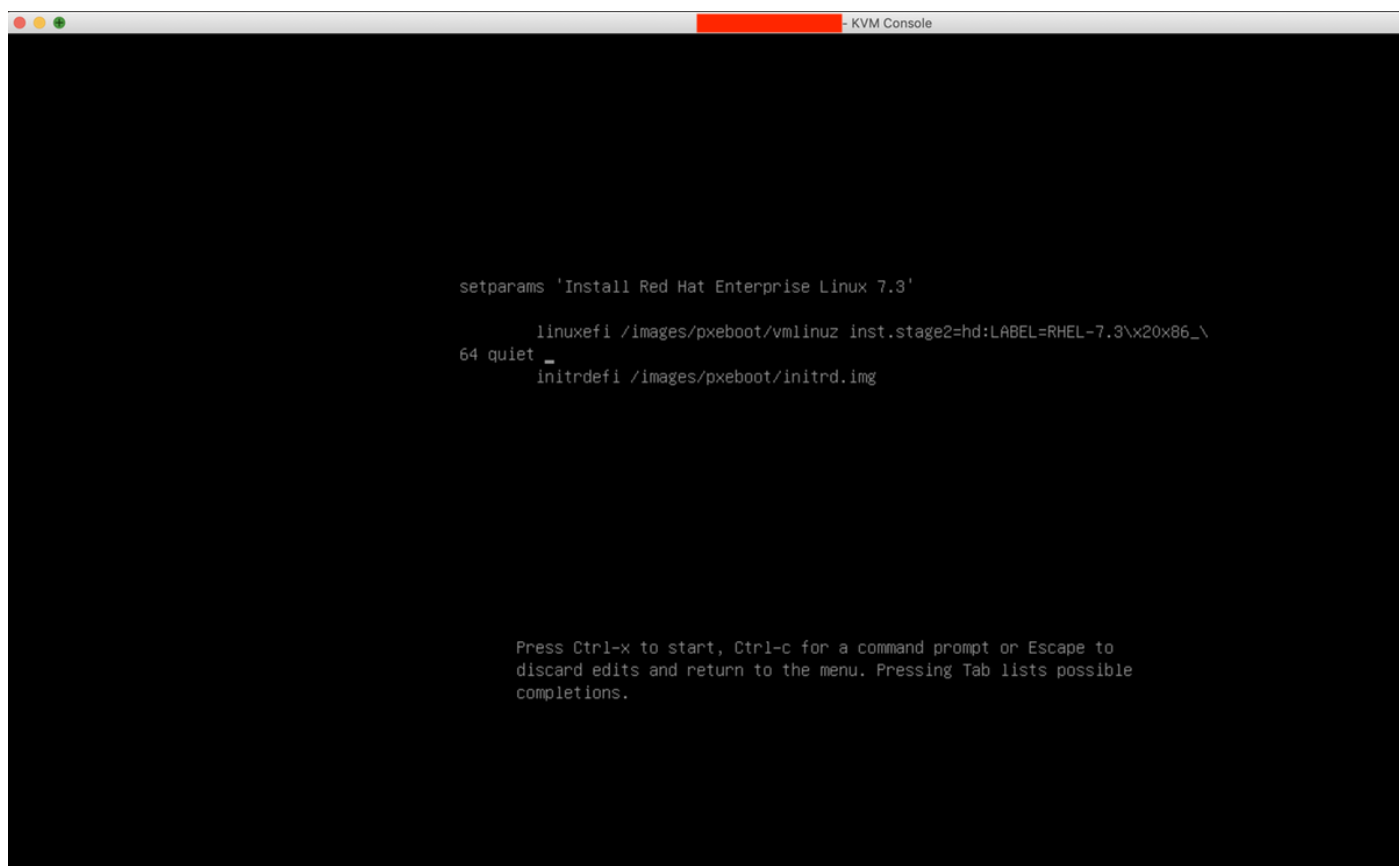 - KVM Console
setparams 'Install Red Hat Enterprise Linux 7.3'
linuxefi /images/pxeboot/vmlinuz inst.stage2=hd:LABEL=RHEL-7.3\x20x86_\
64 quiet _
initrdefi /images/pxeboot/initrd.img
Press Ctrl-x to start, Ctrl-c for a command prompt or Escape to
discard edits and return to the menu. Pressing Tab lists possible
completions.